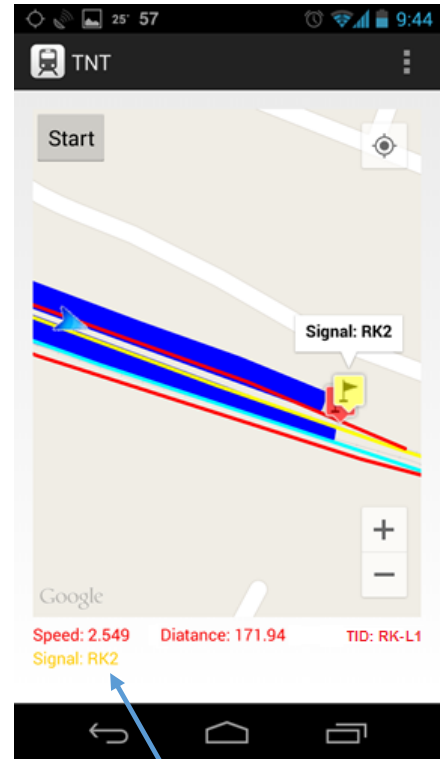 25° 57 9:44
TNT
Start
Signal: RK2
Google
Speed: 2.549 Diatance: 171.94 TID: RK-L1
Signal: RK2